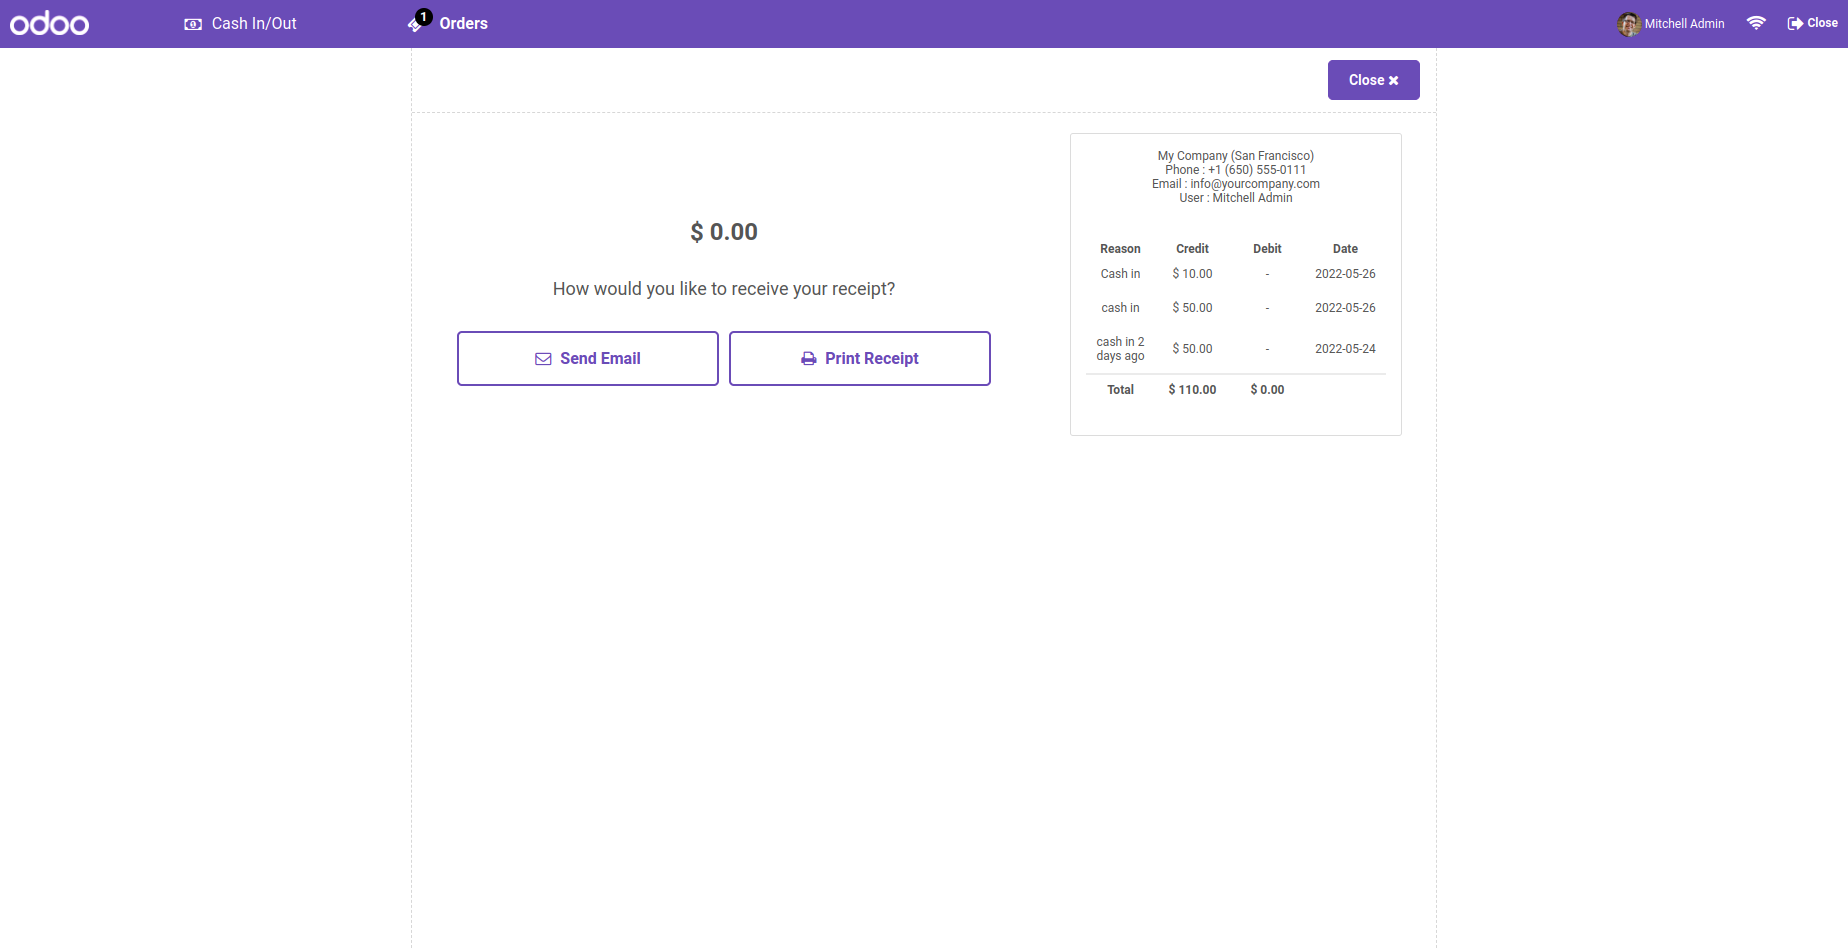 odoo
Cash In/Out
1
Orders
Mitchell Admin
Close
Close
$ 0.00
How would you like to receive your receipt?
Send Email
Print Receipt
My Company (San Francisco)
Phone : +1 (650) 555-0111
Email : info@yourcompany.com
User : Mitchell Admin
Reason Credit Debit Date
Cash in $ 10.00 - 2022-05-26
cash in $ 50.00 - 2022-05-26
cash in 2
days ago $ 50.00 - 2022-05-24
Total $ 110.00 $ 0.00